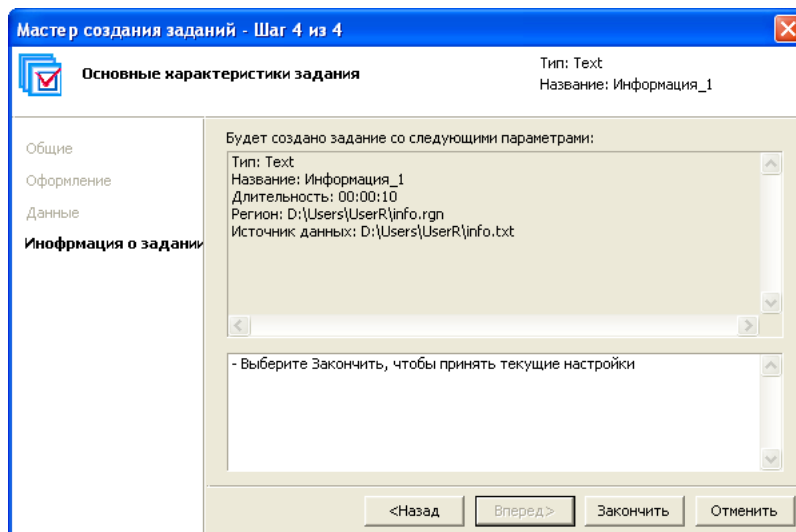 Мастер создания заданий - Шаг 4 из 4
Основные характеристики задания
Тип: Text
Название: Информация_1
Общие
Оформление
Данные
Инофрмация о задании
Будет создано задание со следующими параметрами:
Тип: Text
Название: Информация_1
Длительность: 00:00:10
Регион: D:\Users\UserR\info.rgn
Источник данных: D:\Users\UserR\info.txt
- Выберите Закончить, чтобы принять текущие настройки
<Назад
Вперед>
Закончить
Отменить